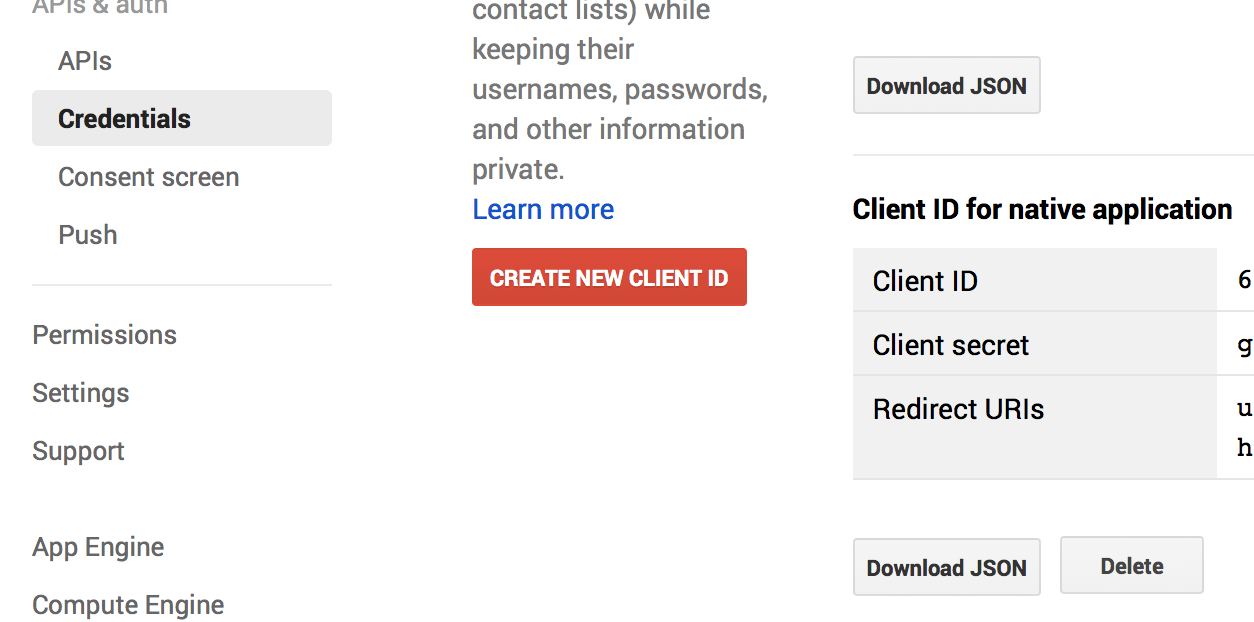 APIs & auth
APIs
Credentials
Consent screen
Push
Permissions
Settings
Support
App Engine
Compute Engine
contact lists) while
keeping their
usernames, passwords,
and other information
private.
Learn more
CREATE NEW CLIENT ID
Download JSON
Client ID for native application
Client ID 6
Client secret g
Redirect URIs u
h
Download JSON Delete